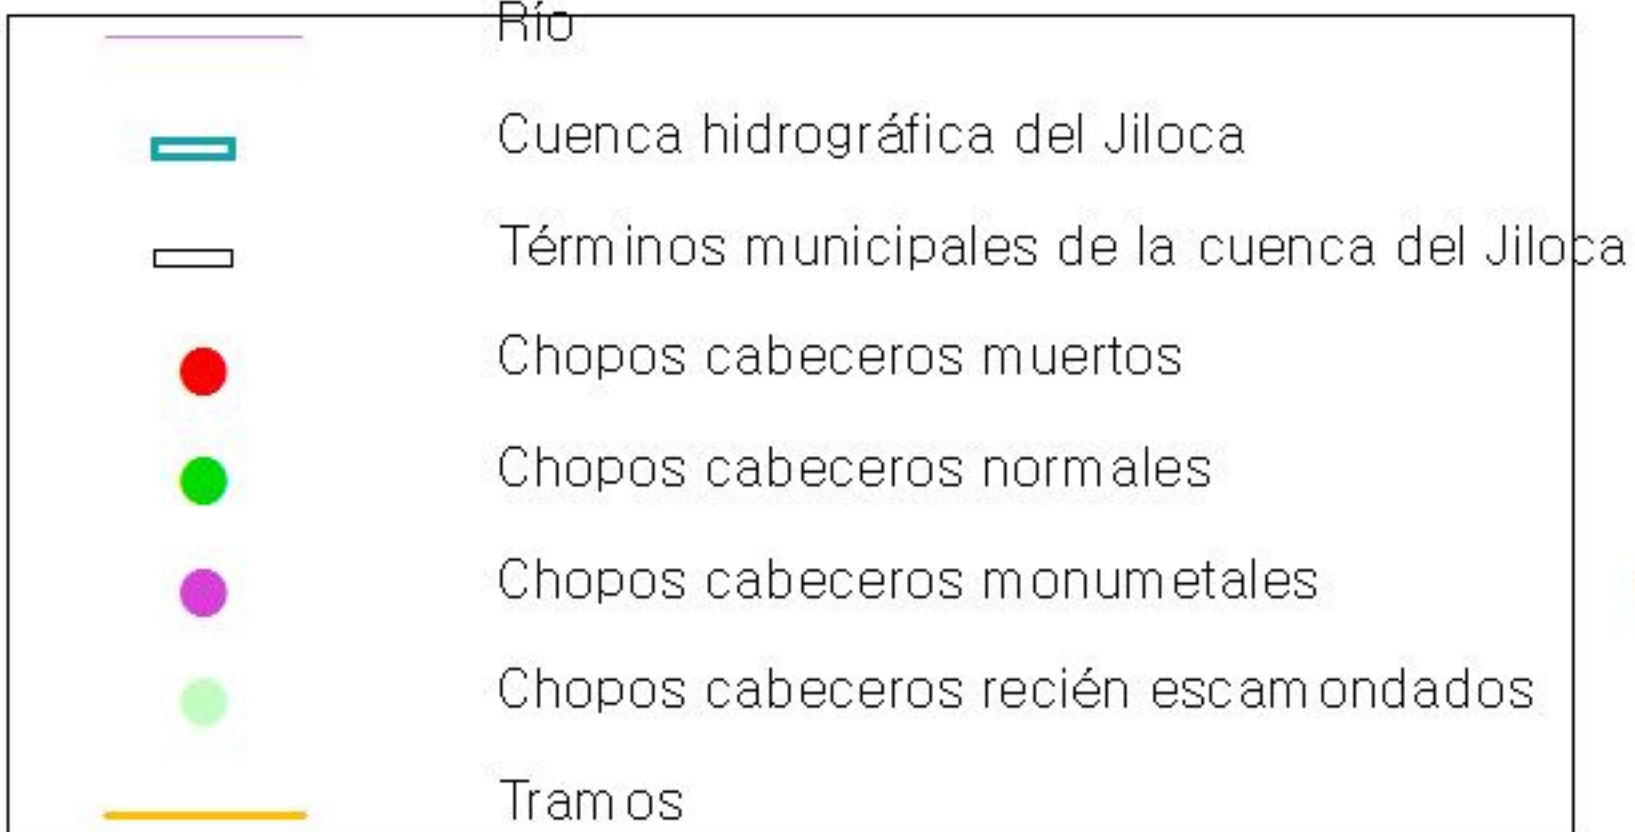 Río
Cuenca hidrográfica del Jiloca
Términos municipales de la cuenca del Jiloca
Chopos cabeceros muertos
Chopos cabeceros normales
Chopos cabeceros monumetales
Chopos cabeceros recién escamondados
Tramos